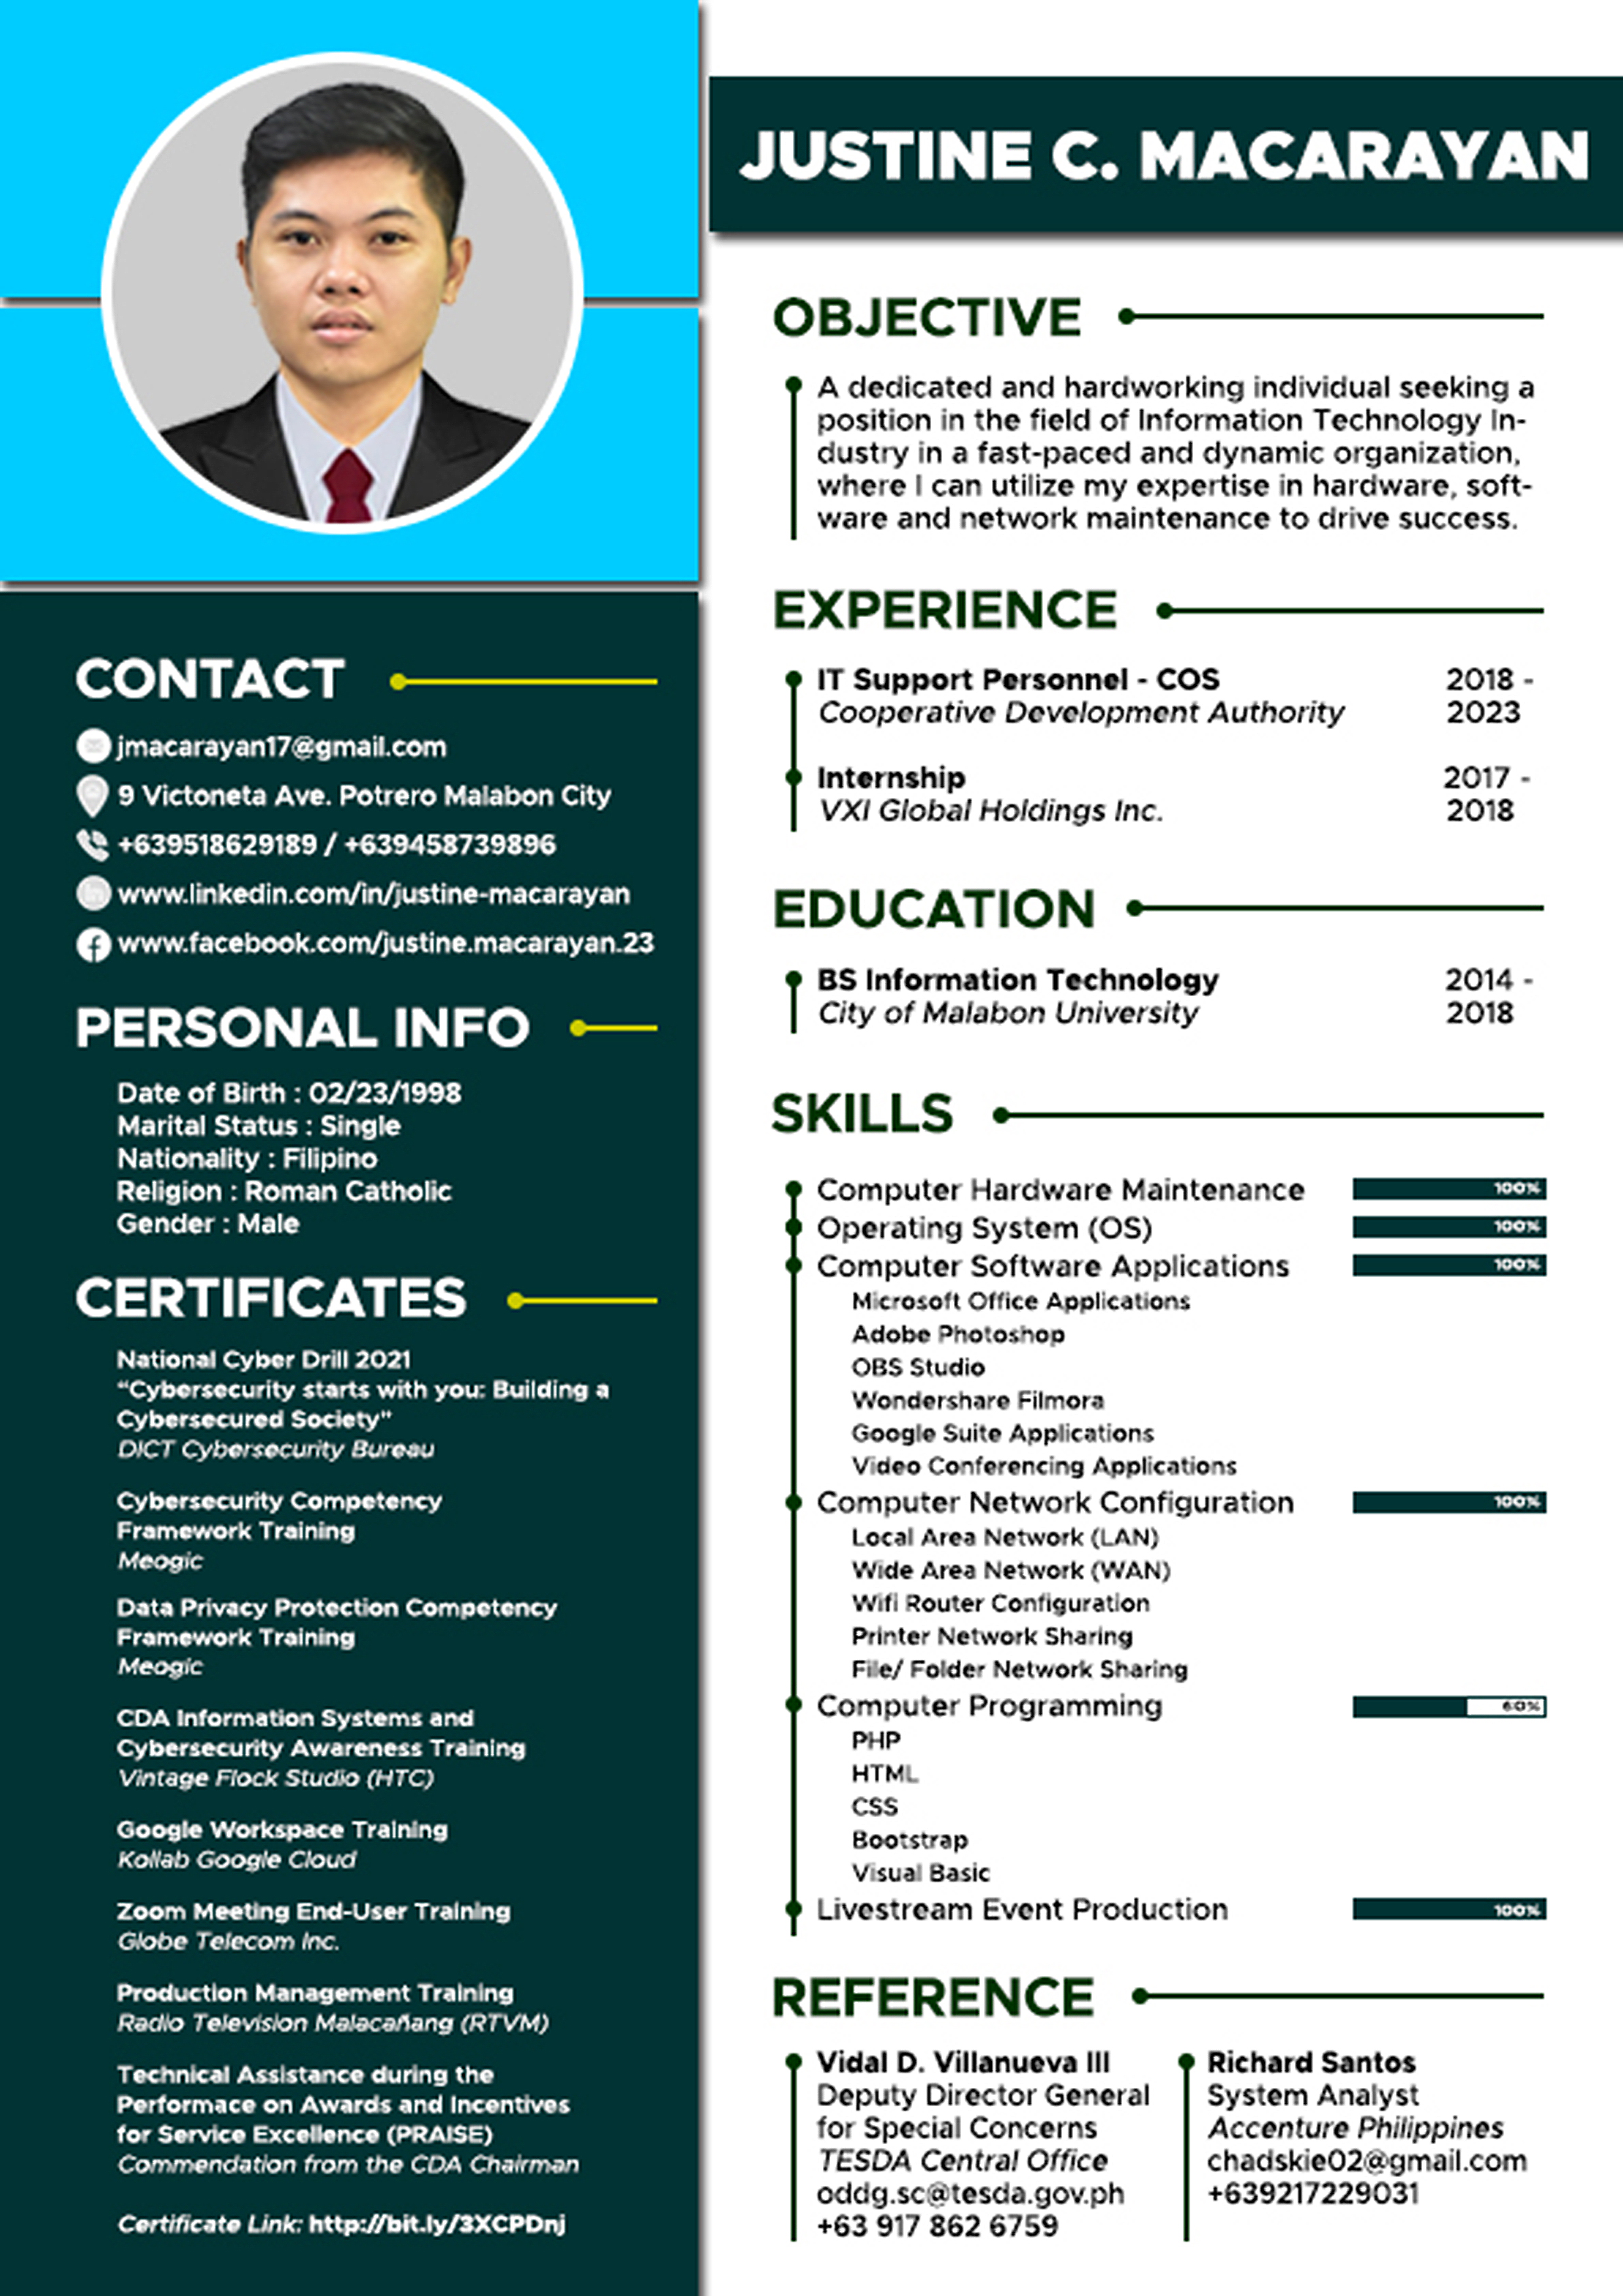 JUSTINE C. MACARAYAN
CONTACT
jmacarayan17@gmail.com
9 Victoneta Ave. Potrero Malabon City
+639518629189 / +639458739896
www.linkedin.com/in/justine-macarayan
www.facebook.com/justine.macarayan.23
PERSONAL INFO
Date of Birth : 02/23/1998
Marital Status : Single
Nationality : Filipino
Religion : Roman Catholic
Gender : Male
CERTIFICATES
National Cyber Drill 2021
“Cybersecurity starts with you: Building a
Cybersecured Society"
DICT Cybersecurity Bureau
Cybersecurity Competency
Framework Training
Meogic
Data Privacy Protection Competency
Framework Training
Meogic
CDA Information Systems and
Cybersecurity Awareness Training
Vintage Flock Studio (HTC)
Google Workspace Training
Kollab Google Cloud
Zoom Meeting End-User Training
Globe Telecom Inc.
Production Management Training
Radio Television Malacañang (RTVM)
Technical Assistance during the
Performace on Awards and Incentives
for Service Excellence (PRAISE)
Commendation from the CDA Chairman
Certificate Link: http://bit.ly/3XCPDnj
OBJECTIVE
A dedicated and hardworking individual seeking a
position in the field of Information Technology In-
dustry in a fast-paced and dynamic organization,
where I can utilize my expertise in hardware, soft-
ware and network maintenance to drive success.
EXPERIENCE
IT Support Personnel - COS 2018 -
Cooperative Development Authority 2023
Internship 2017 -
VXI Global Holdings Inc. 2018
EDUCATION
BS Information Technology 2014 -
City of Malabon University 2018
SKILLS
Computer Hardware Maintenance 100%
Operating System (OS) 100%
Computer Software Applications 100%
Microsoft Office Applications
Adobe Photoshop
OBS Studio
Wondershare Filmora
Google Suite Applications
Video Conferencing Applications
Computer Network Configuration 100%
Local Area Network (LAN)
Wide Area Network (WAN)
Wifi Router Configuration
Printer Network Sharing
File/ Folder Network Sharing
Computer Programming 60%
PHP
HTML
CSS
Bootstrap
Visual Basic
Livestream Event Production 100%
REFERENCE
Vidal D. Villanueva III
Deputy Director General
for Special Concerns
TESDA Central Office
oddg.sc@tesda.gov.ph
+63 917 862 6759
Richard Santos
System Analyst
Accenture Philippines
chadskie02@gmail.com
+639217229031